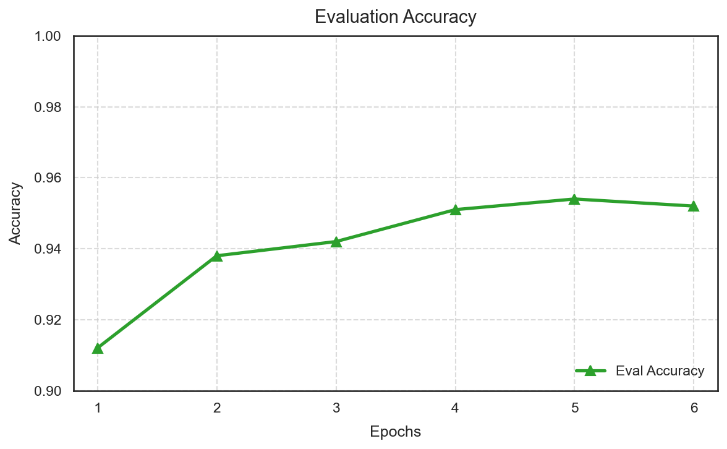 Evaluation Accuracy
1.00
0.98
0.96
0.94
0.92
0.90
Accuracy
Eval Accuracy
1 2 3 4 5 6
Epochs